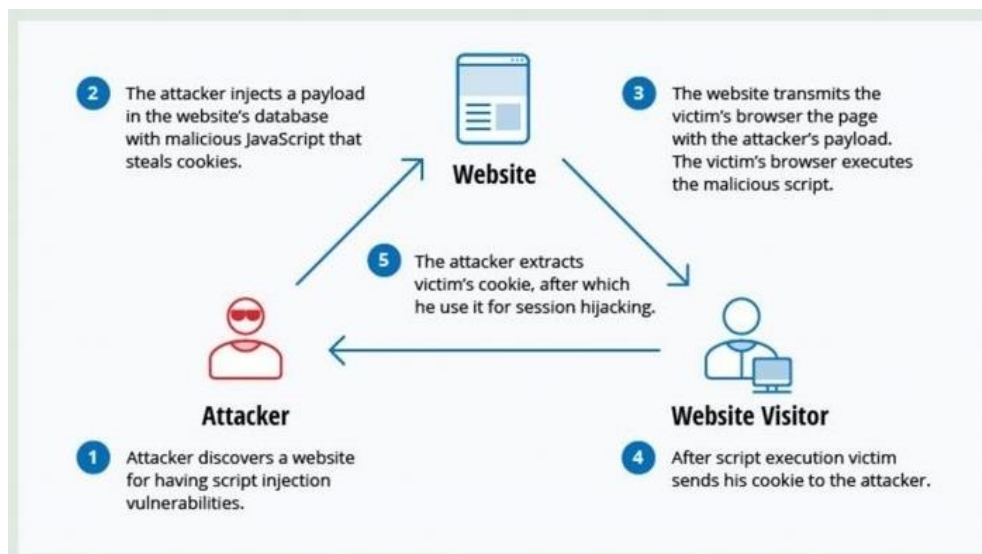 2
The attacker injects a payload
in the website's database
with malicious JavaScript that
steals cookies.
Website
3
The website transmits the
victim's browser the page
with the attacker's payload.
The victim's browser executes
the malicious script.
5
The attacker extracts
victim's cookie, after which
he use it for session hijacking.
Attacker
1
Attacker discovers a website
for having script injection
vulnerabilities.
Website Visitor
4
After script execution victim
sends his cookie to the attacker.